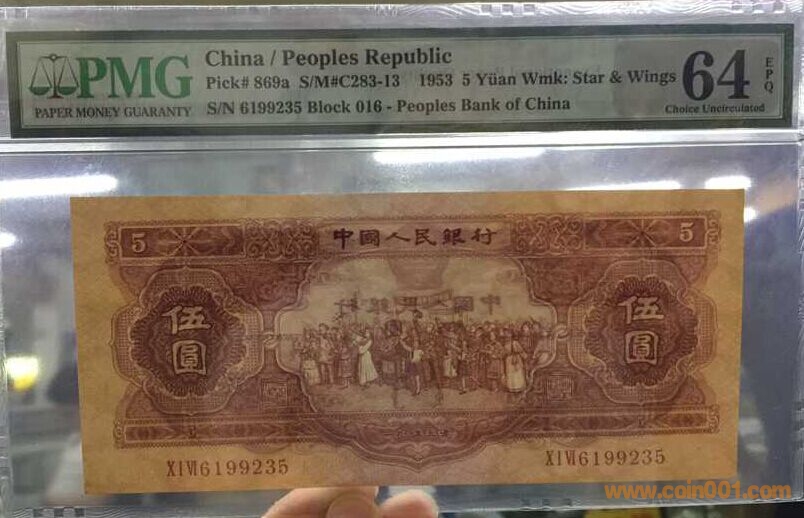 PMG
PAPER MONEY GUARANTY
China / Peoples Republic
Pick# 869a S/M#C283-13 1953 5 Yüan Wmk: Star & Wings
S/N 6199235 Block 016 - Peoples Bank of China
64
EPQ
Choice Uncirculated
5 中國人民銀行 5
伍圓
伍圓
XIVI6199235
XIVI6199235
www.coin001.com